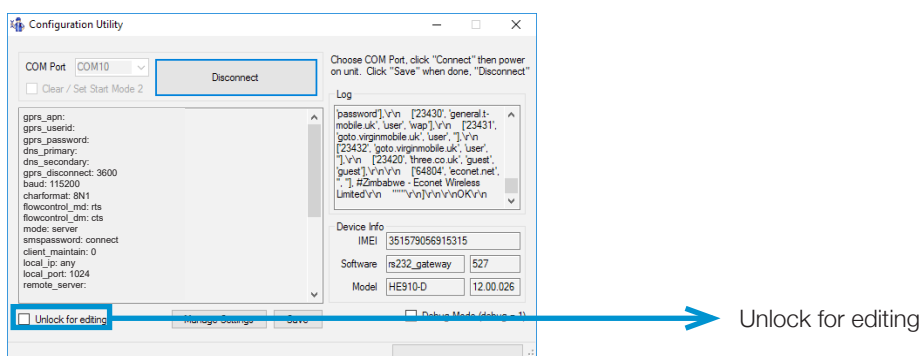 Configuration Utility
COM Port COM10
Disconnect
Clear / Set Start Mode 2
Choose COM Port, click "Connect" then power
on unit. Click "Save" when done, "Disconnect"
gprs_apn:
gprs_userid:
gprs_password:
dns_primary:
dns_secondary:
gprs_disconnect: 3600
baud: 115200
charformat: 8N1
flowcontrol_md: rts
flowcontrol_dm: cts
mode: server
smspassword: connect
client_maintain: 0
local_ip: any
local_port: 1024
remote_server:
Log
'password'],\r\n ['23430', 'general.t-
mobile.uk', 'user', 'wap'],\r\n ['23431',
'goto.virginmobile.uk', 'user', ''],\r\n
['23432', 'goto.virginmobile.uk', 'user',
''],\r\n ['23420', 'three.co.uk', 'guest',
'guest'],\r\n\r\n ['64804', 'econet.net',
'', ''], #Zimbabwe - Econet Wireless
Limited\r\n """\r\n]\r\n\r\nOK\r\n
Device Info
IMEI 351579056915315
Software rs232_gateway 527
Model HE910-D 12.00.026
Unlock for editing
Manage Settings
Save
Debug Mode (debug = 1)
Unlock for editing